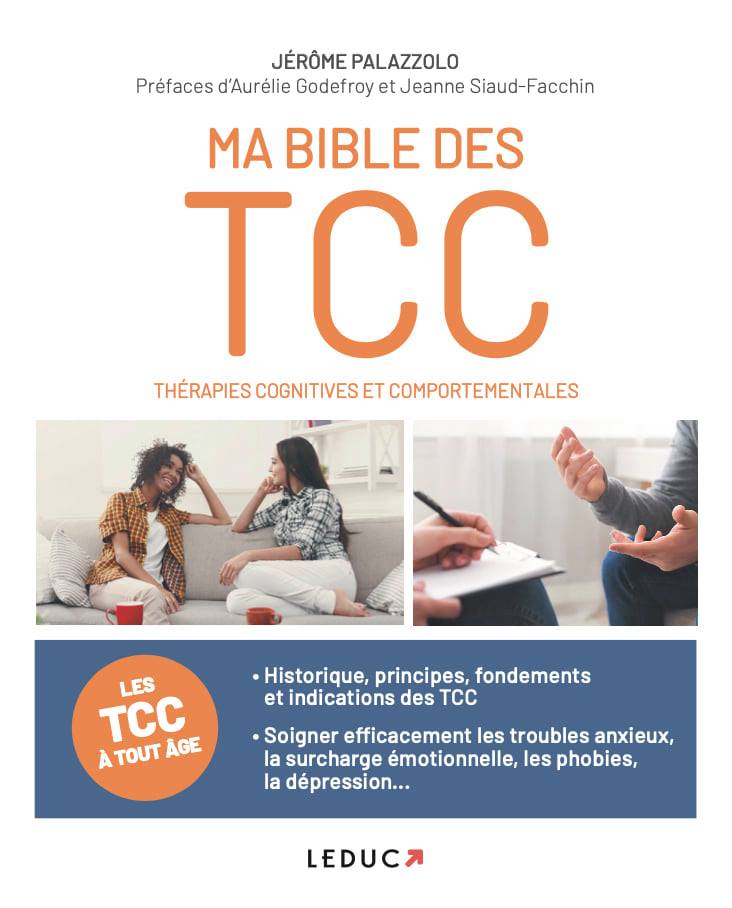 JÉRÔME PALAZZOLO
Préfaces d'Aurélie Godefroy et Jeanne Siaud-Facchin
MA BIBLE DES
TCC
THÉRAPIES COGNITIVES ET COMPORTEMENTALES
LES
TCC
À TOUT ÂGE
• Historique, principes, fondements
et indications des TCC
• Soigner efficacement les troubles anxieux,
la surcharge émotionnelle, les phobies,
la dépression...
LEDUC